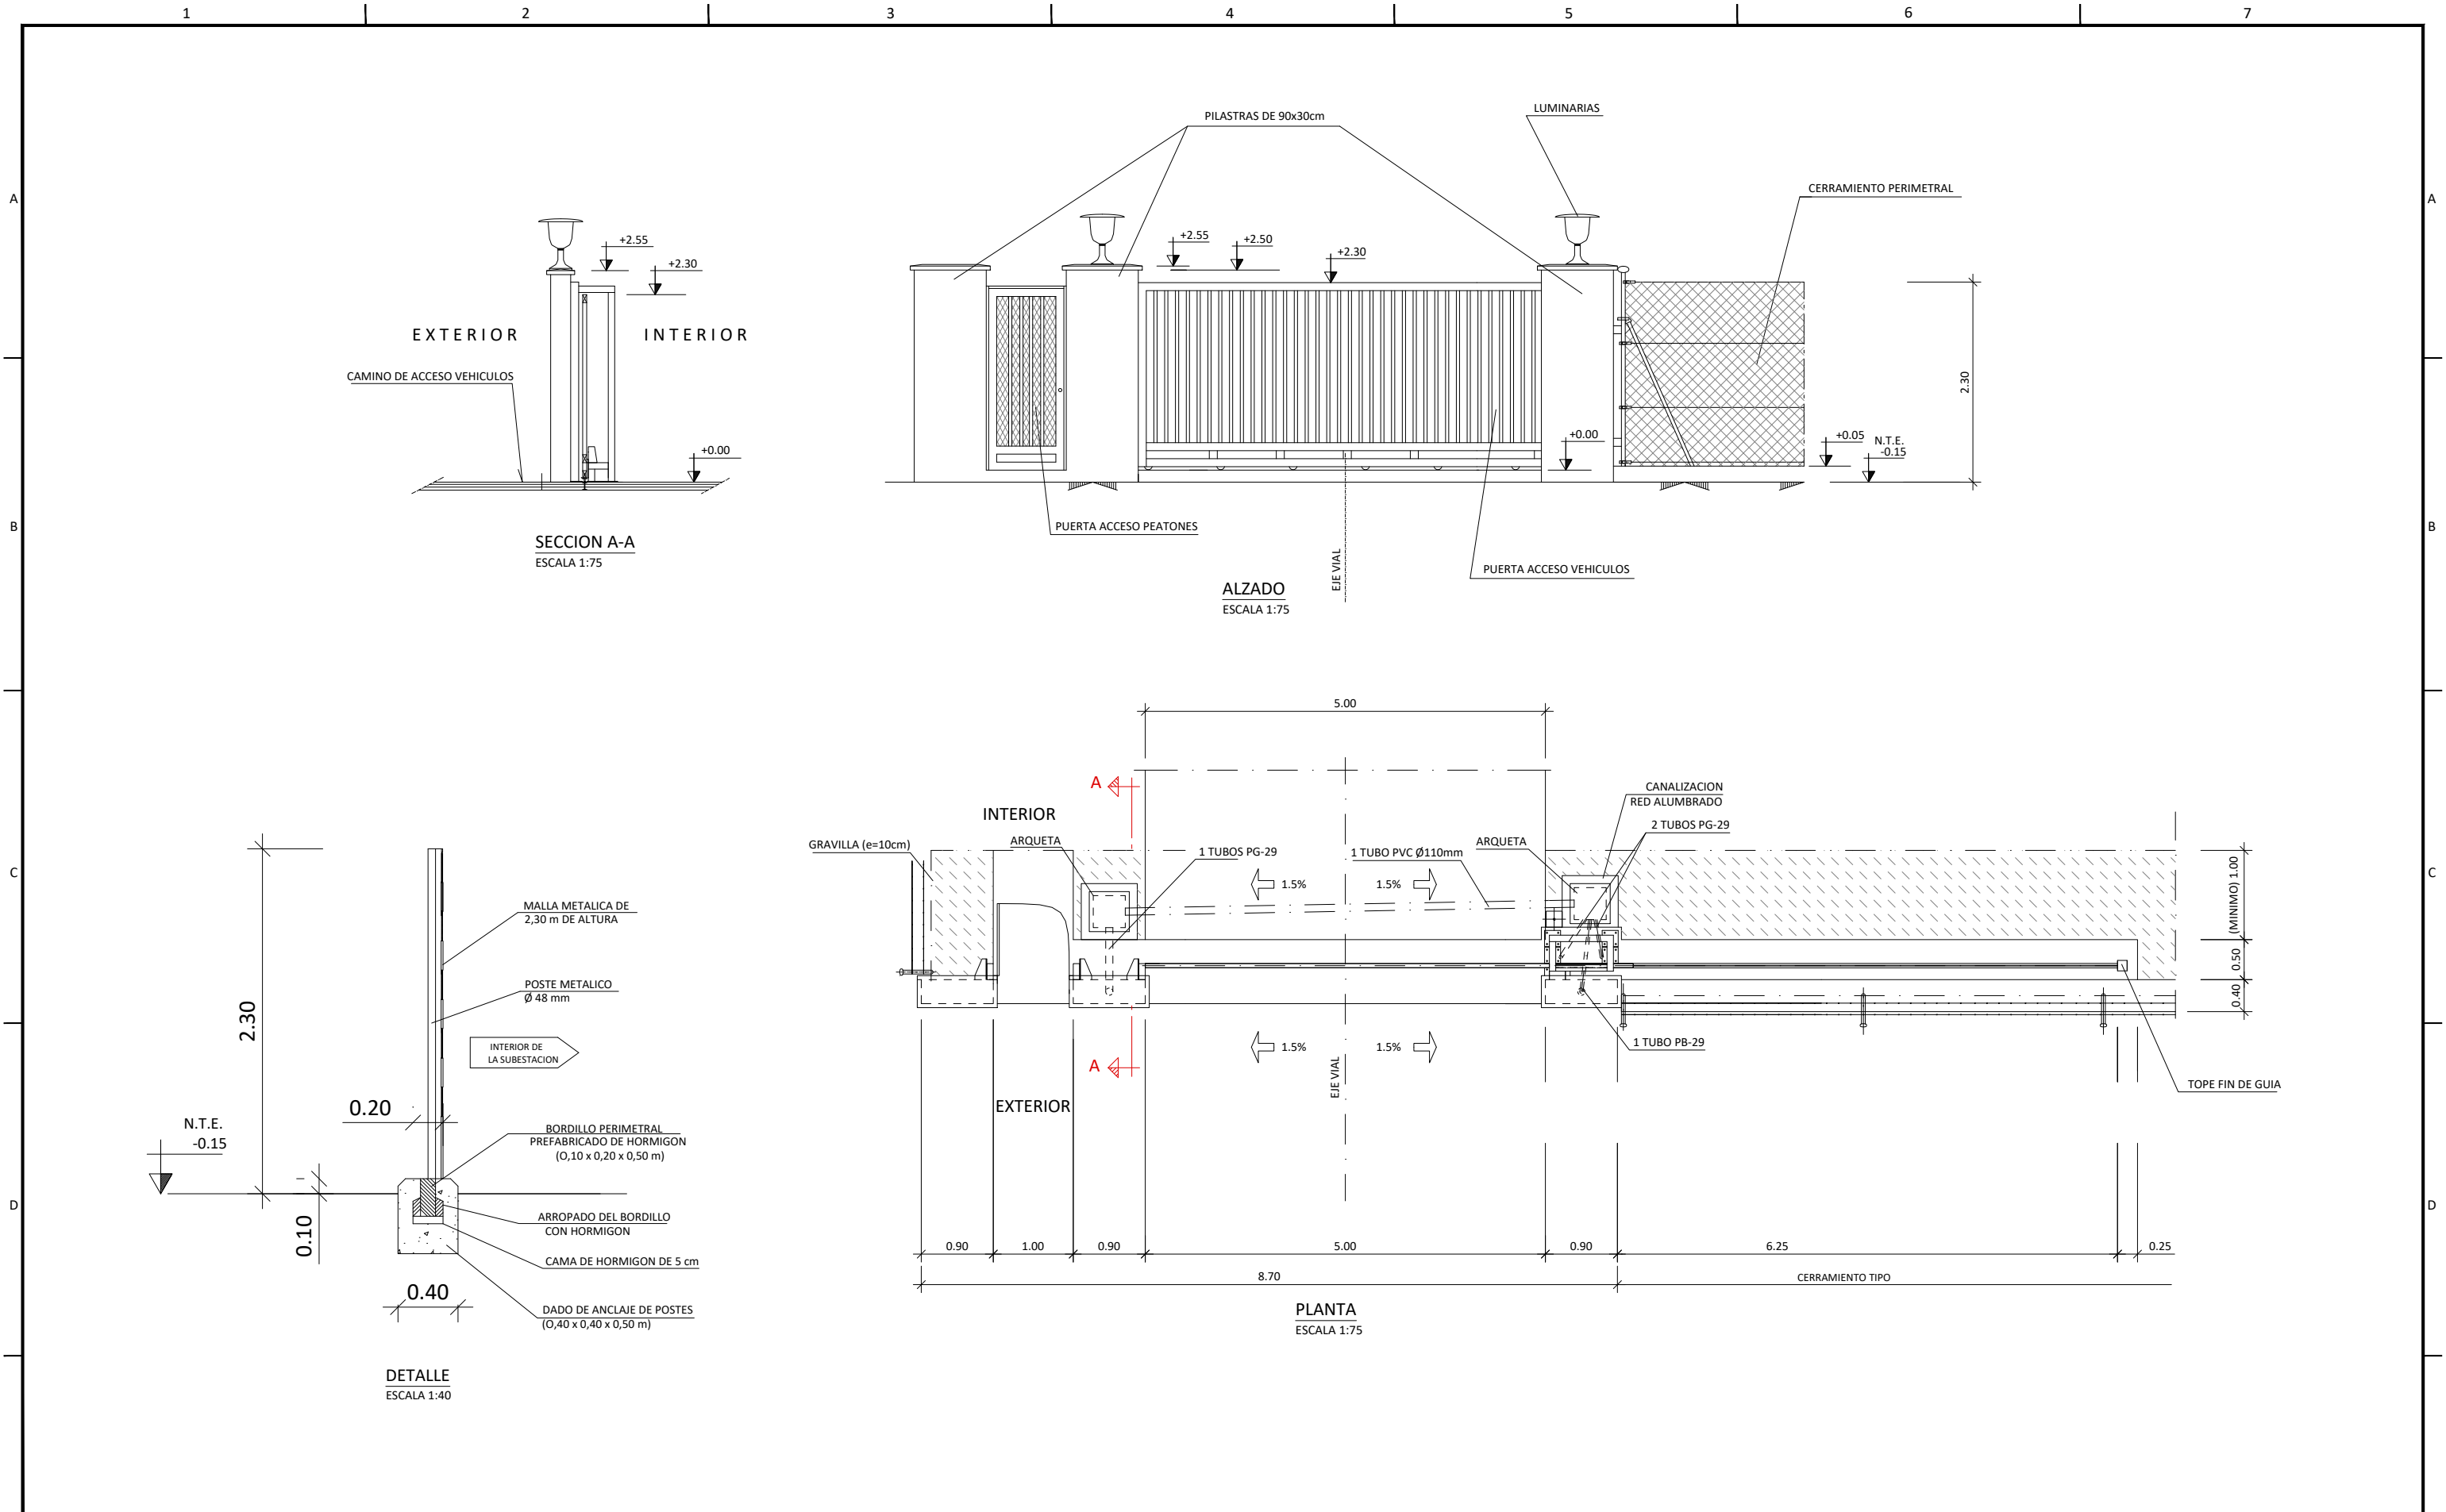 1
2
3
4
5
6
7
A
A
B
B
C
C
D
D
+2.55
+2.30
EXTERIOR
INTERIOR
CAMINO DE ACCESO VEHICULOS
+0.00
SECCION A-A
ESCALA 1:75
PILASTRAS DE 90x30cm
LUMINARIAS
CERRAMIENTO PERIMETRAL
+2.55
+2.50
+2.30
2.30
+0.00
+0.05
N.T.E.
-0.15
PUERTA ACCESO PEATONES
EJE VIAL
PUERTA ACCESO VEHICULOS
ALZADO
ESCALA 1:75
2.30
MALLA METALICA DE
2,30 m DE ALTURA
POSTE METALICO
Ø 48 mm
INTERIOR DE
LA SUBESTACION
0.20
N.T.E.
-0.15
BORDILLO PERIMETRAL
PREFABRICADO DE HORMIGON
(O,10 x 0,20 x 0,50 m)
0.10
ARROPADO DEL BORDILLO
CON HORMIGON
CAMA DE HORMIGON DE 5 cm
0.40
DADO DE ANCLAJE DE POSTES
(O,40 x 0,40 x 0,50 m)
DETALLE
ESCALA 1:40
5.00
A
INTERIOR
CANALIZACION
RED ALUMBRADO
2 TUBOS PG-29
GRAVILLA (e=10cm)
ARQUETA
1 TUBOS PG-29
1 TUBO PVC Ø110mm
ARQUETA
1.5%
1.5%
(MINIMO) 1.00
0.50
0.40
1.5%
1.5%
1 TUBO PB-29
A
EJE VIAL
TOPE FIN DE GUIA
EXTERIOR
0.90
1.00
0.90
5.00
0.90
6.25
0.25
8.70
CERRAMIENTO TIPO
PLANTA
ESCALA 1:75